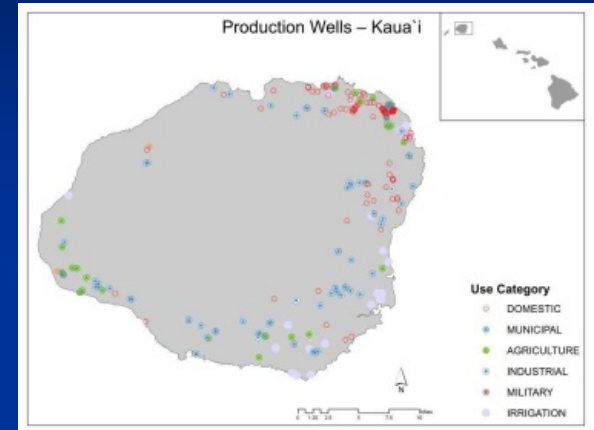 Production Wells – Kaua`i
Use Category
DOMESTIC
MUNICIPAL
AGRICULTURE
INDUSTRIAL
MILITARY
IRRIGATION
N